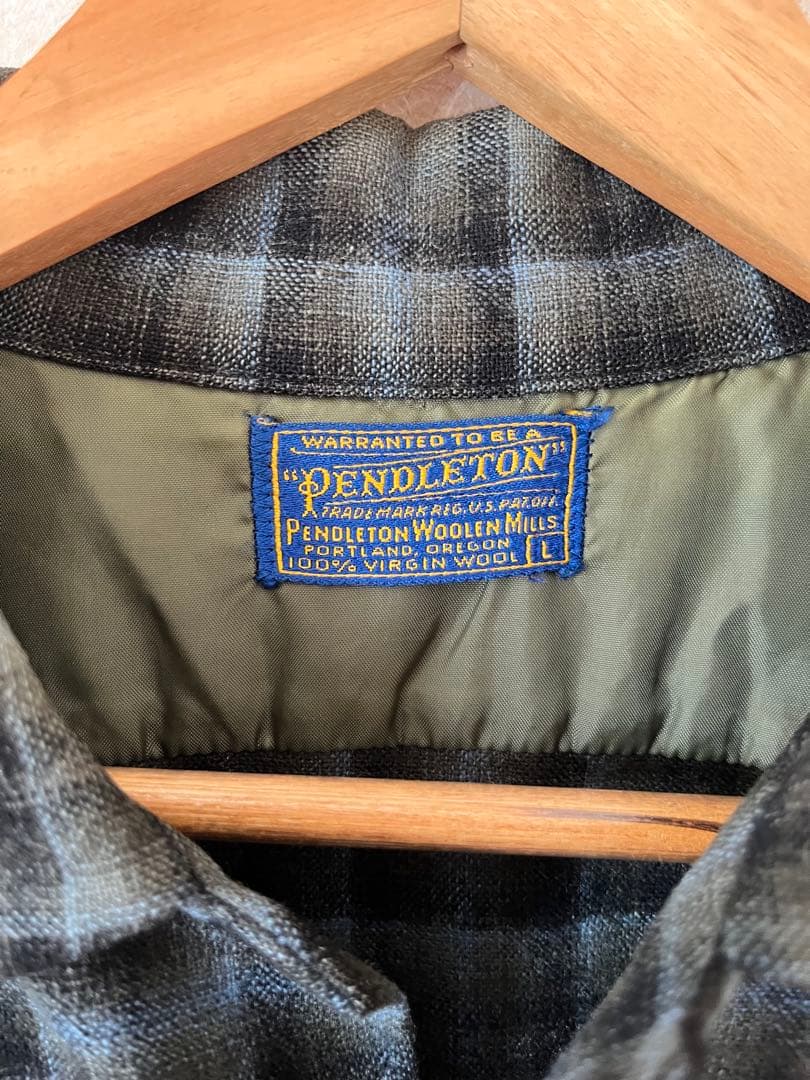 WARRANTED TO BE A
"PENDLETON"
TRADE MARK REG. U.S. PAT. OFF.
PENDLETON WOOLEN MILLS
PORTLAND, OREGON
100% VIRGIN WOOL L